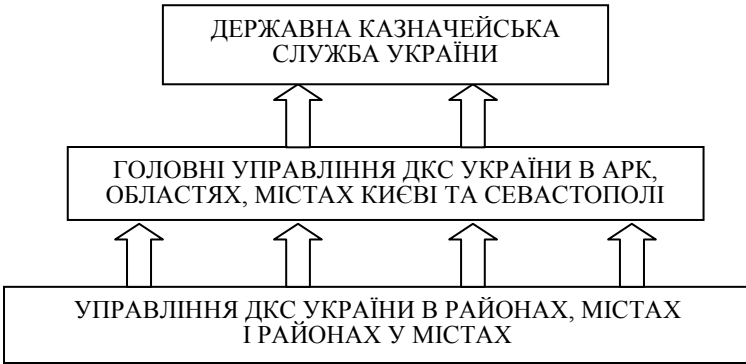 ДЕРЖАВНА КАЗНАЧЕЙСЬКА
СЛУЖБА УКРАЇНИ
ГОЛОВНІ УПРАВЛІННЯ ДКС УКРАЇНИ В АРК,
ОБЛАСТЯХ, МІСТАХ КИЄВІ ТА СЕВАСТОПОЛІ
УПРАВЛІННЯ ДКС УКРАЇНИ В РАЙОНАХ, МІСТАХ
І РАЙОНАХ У МІСТАХ